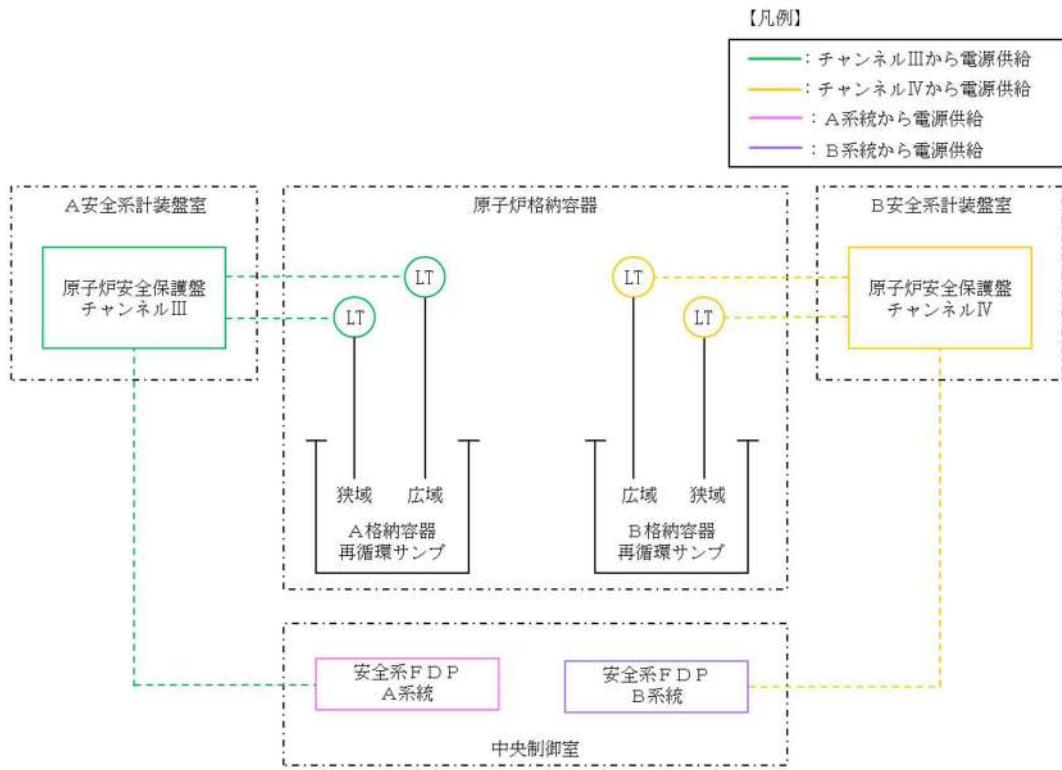 【凡例】
：チャンネルⅢから電源供給
：チャンネルⅣから電源供給
：Ａ系統から電源供給
：Ｂ系統から電源供給
Ａ安全系計装盤室
原子炉格納容器
Ｂ安全系計装盤室
原子炉安全保護盤
チャンネルⅢ
LT
LT
LT
LT
原子炉安全保護盤
チャンネルⅣ
狭域
広域
広域
狭域
Ａ格納容器
再循環サンプ
Ｂ格納容器
再循環サンプ
安全系ＦＤＰ
Ａ系統
安全系ＦＤＰ
Ｂ系統
中央制御室